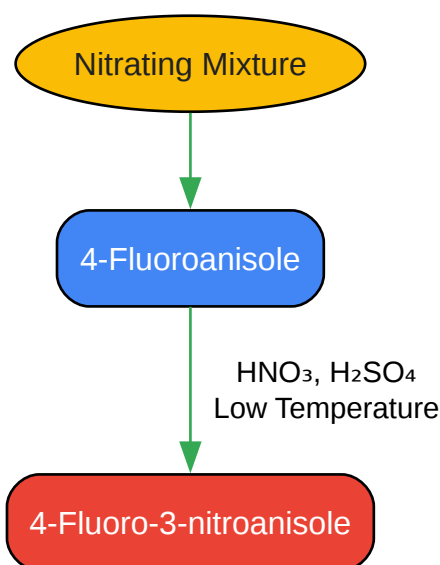 Nitrating Mixture
4-Fluoroanisole
HNO₃, H₂SO₄
Low Temperature
4-Fluoro-3-nitroanisole